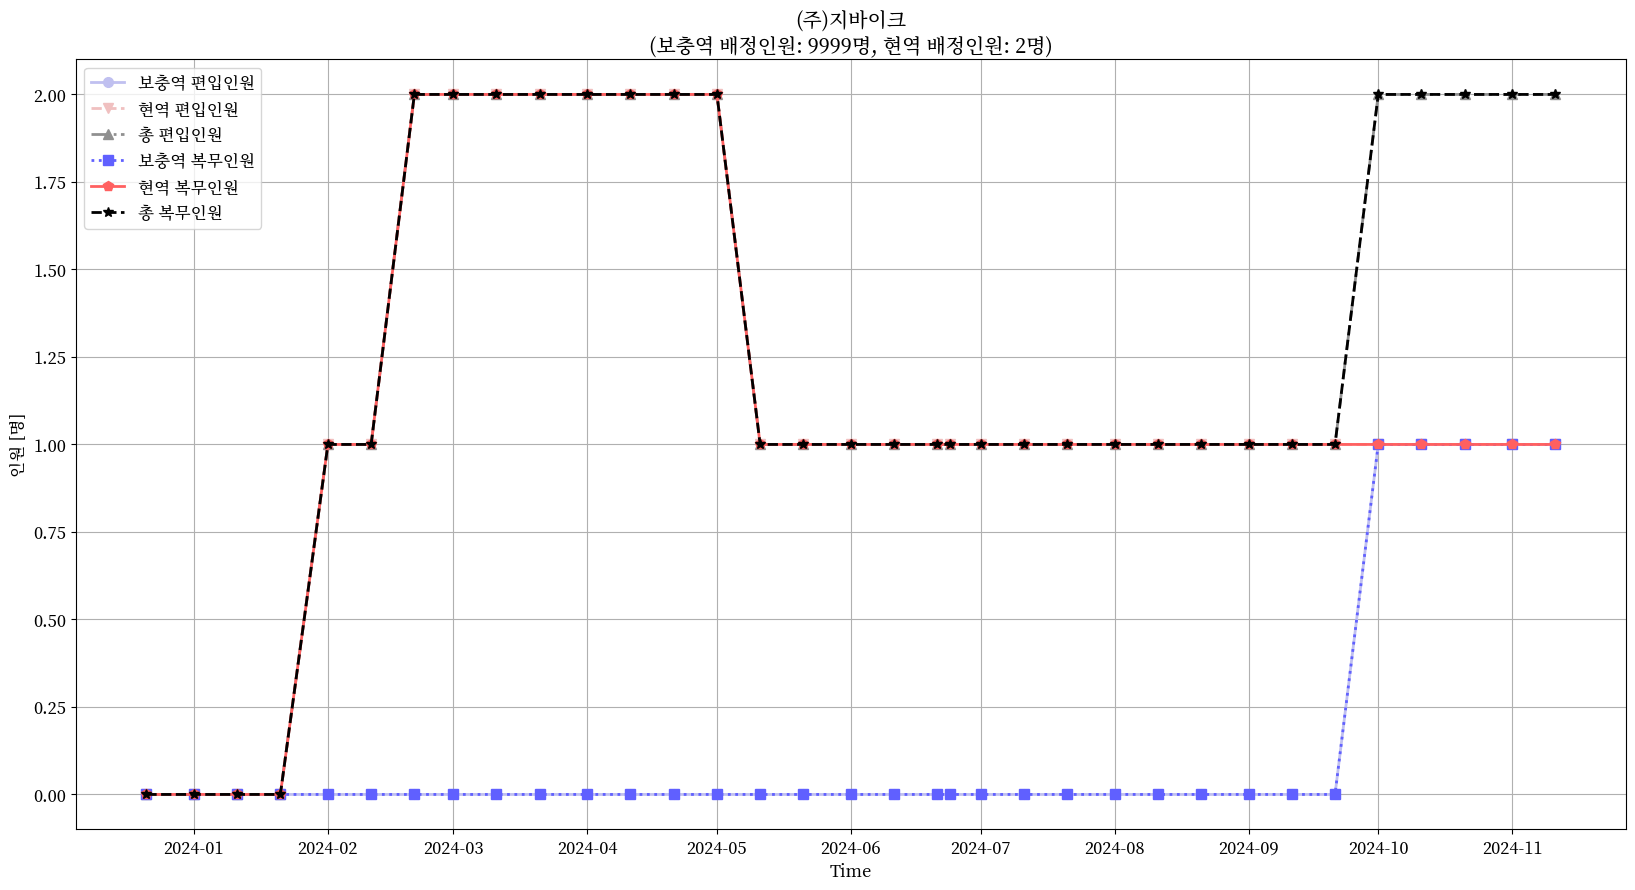 (주)지바이크
(보충역 배정인원: 9999명, 현역 배정인원: 2명)
보충역 편입인원
현역 편입인원
총 편입인원
보충역 복무인원
현역 복무인원
총 복무인원
2.00
1.75
1.50
1.25
1.00
0.75
0.50
0.25
0.00
인원 [명]
2024-01
2024-02
2024-03
2024-04
2024-05
2024-06
2024-07
2024-08
2024-09
2024-10
2024-11
Time